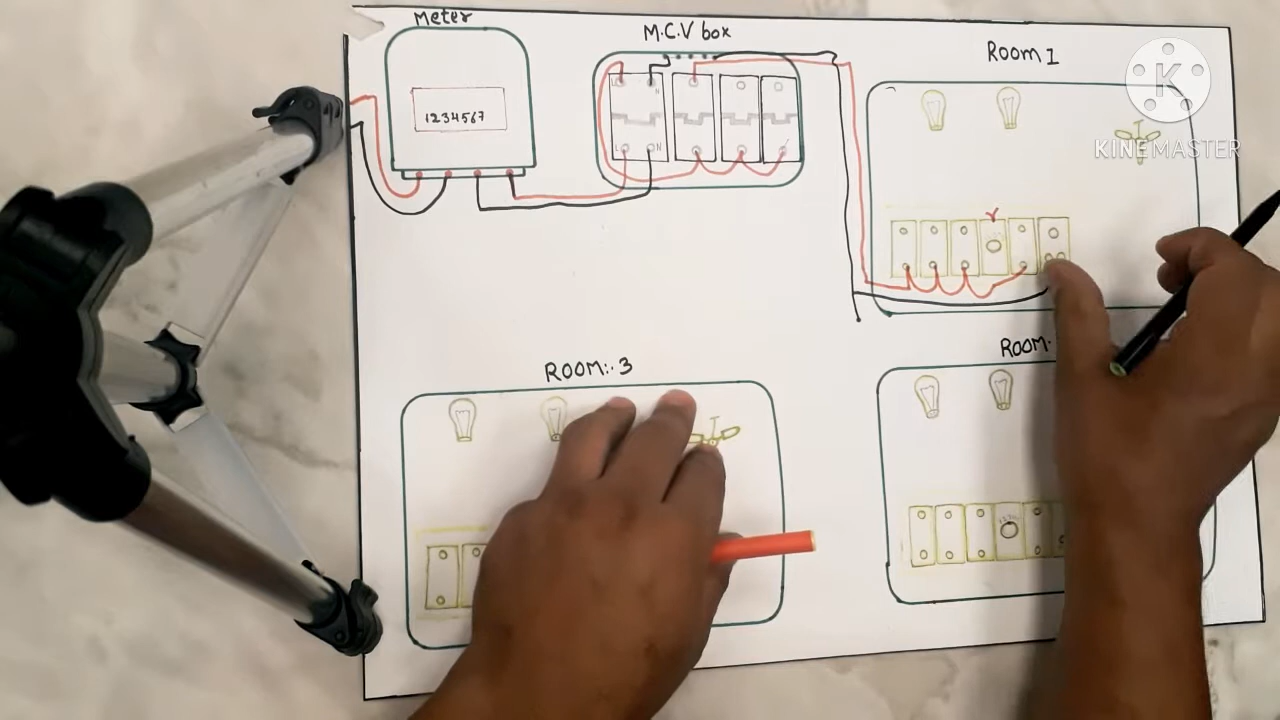 Meter
M.C.V box
Room 1
1234567
L N
N
ROOM:. 3
ROOM.
K
KINEMASTER